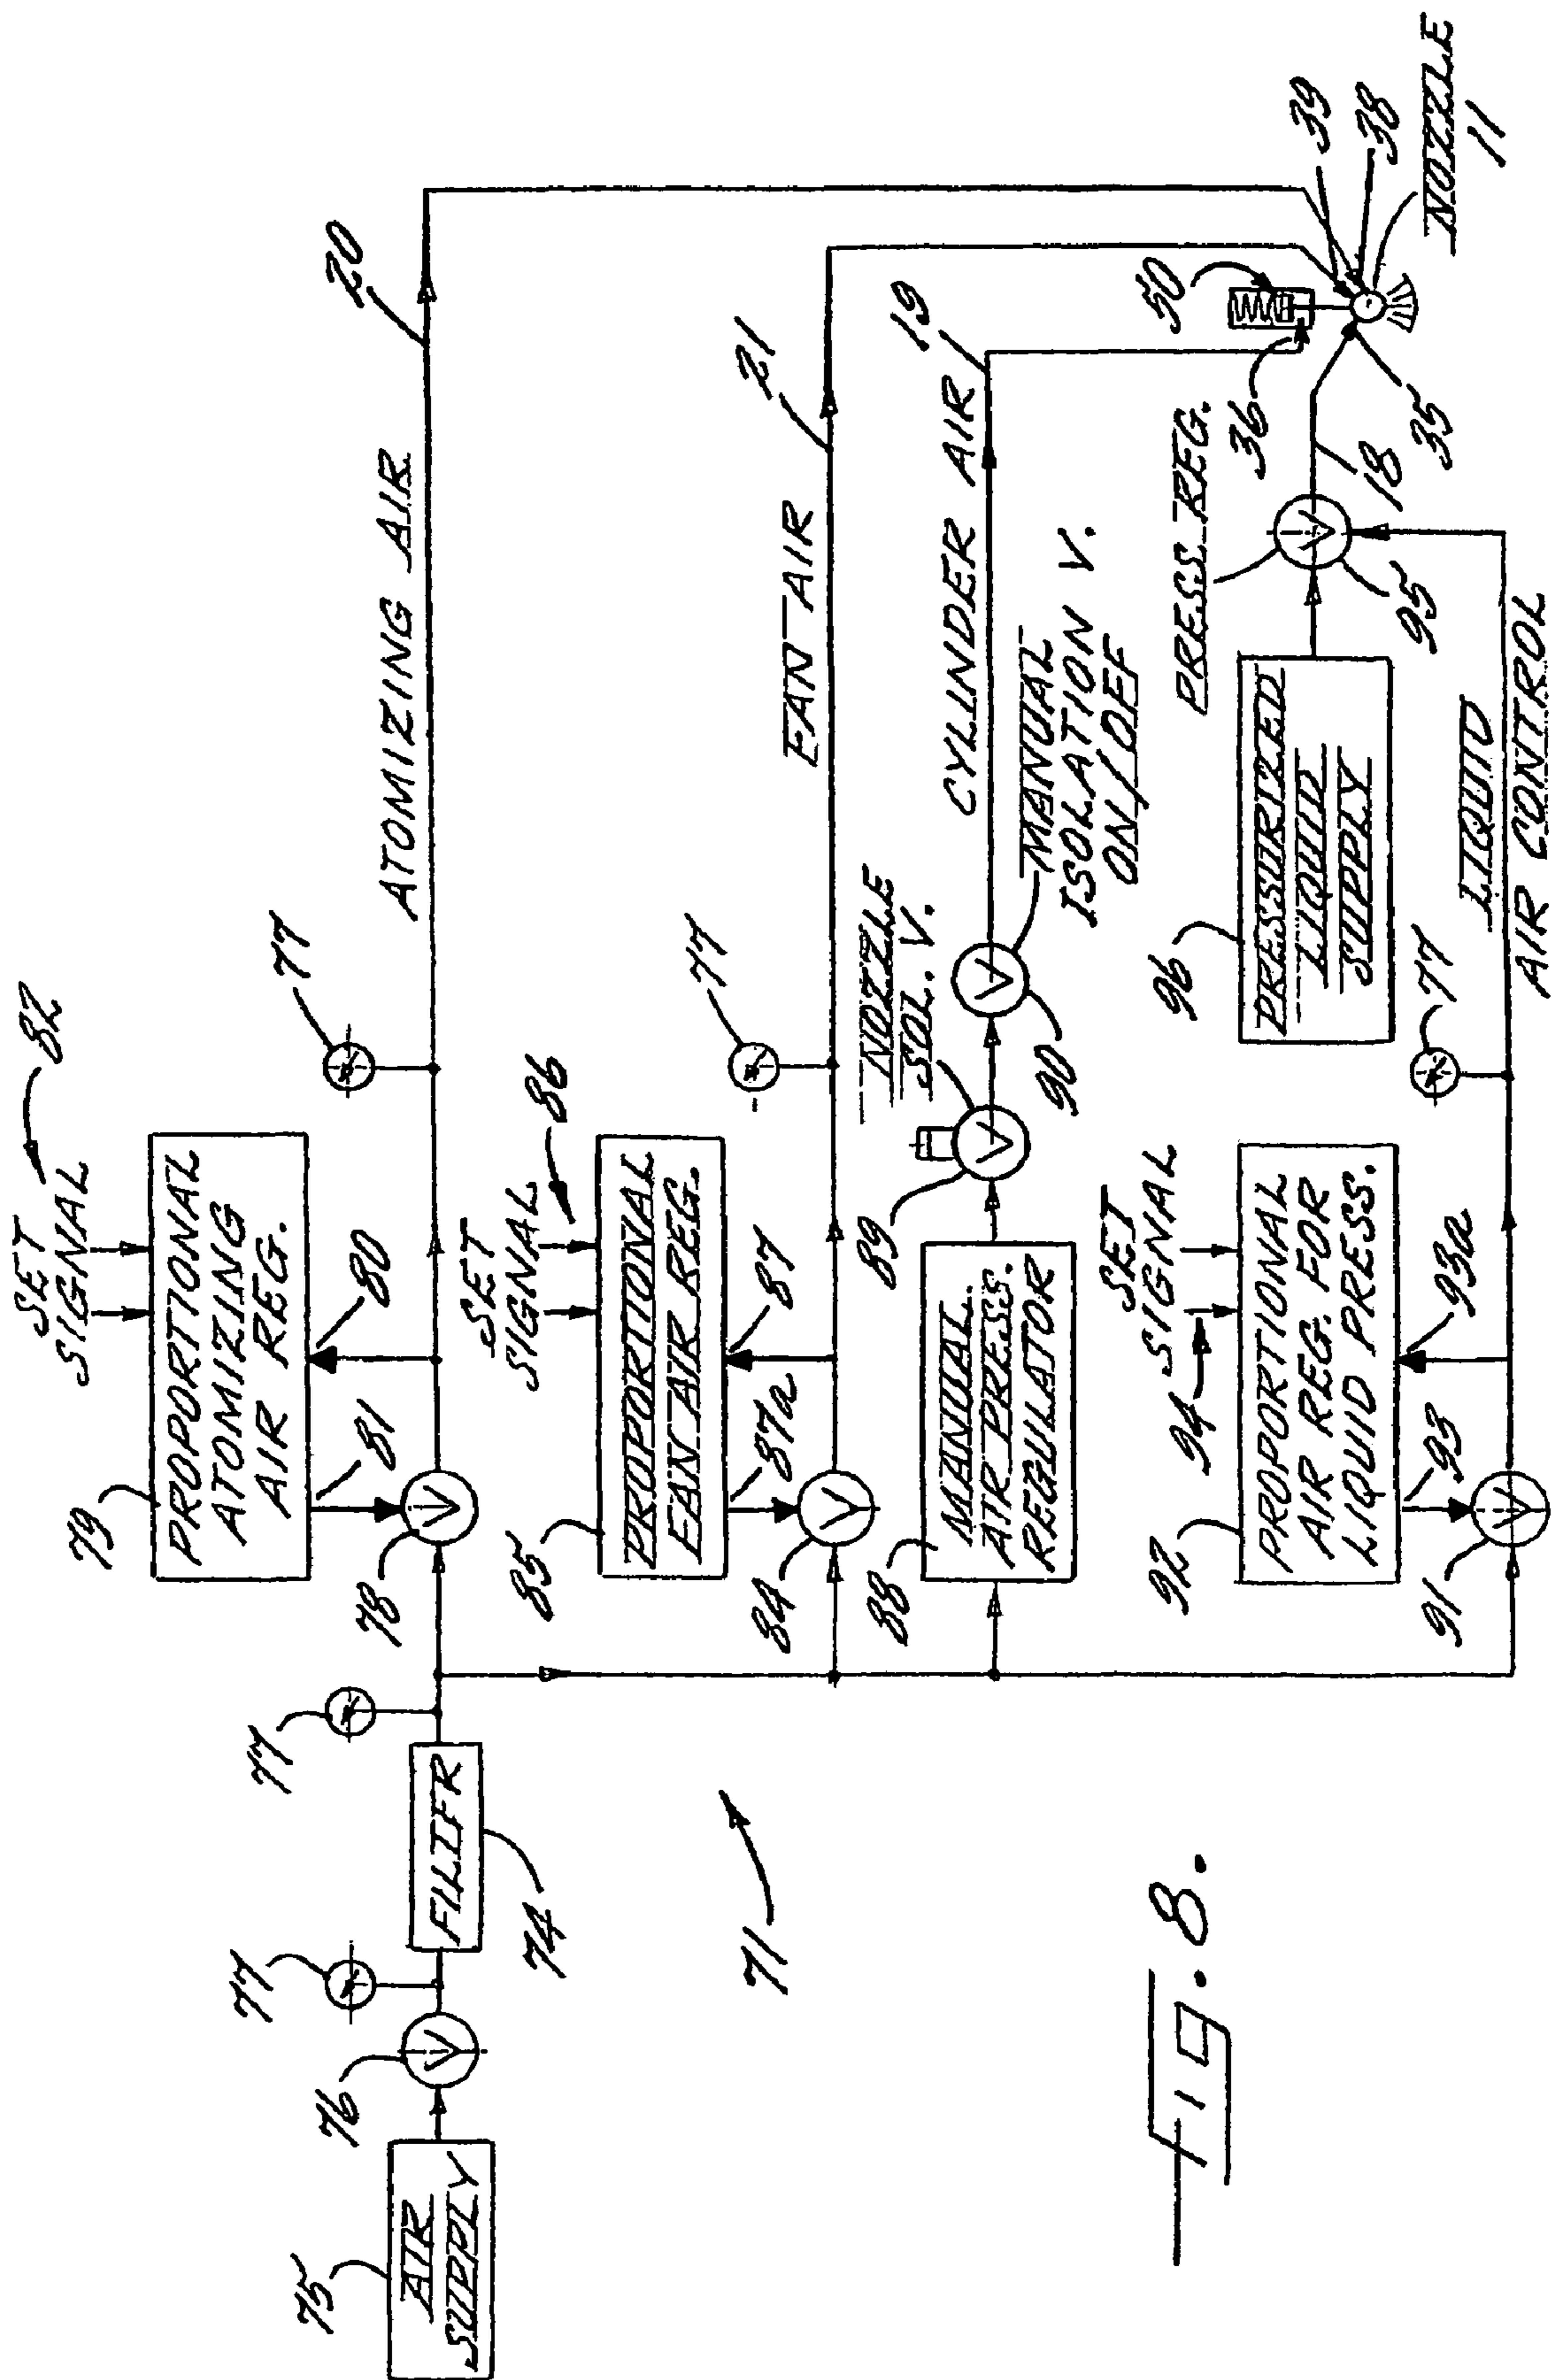 SET
SIGNAL
82
79
PROPORTIONAL
ATOMIZING
AIR REG.
81
80
77
ATOMIZING AIR
20
75
AIR
SUPPLY
76
77
FILTER
74
77
78
SET
SIGNAL
86
85
PROPORTIONAL
FAN AIR REG.
87a
87
77
FAN AIR
21
84
71
88
MANUAL
AIR PRESS.
REGULATOR
89
NOZZLE
SOL. V.
90
MANUAL
ISOLATION V.
ON/OFF
CYLINDER AIR
19
36
50
39
38
NOZZLE
11
35
18
PRESS. REG.
95
96
PRESSURIZED
LIQUID
SUPPLY
SET
SIGNAL
94
92
PROPORTIONAL
AIR REG. FOR
LIQUID PRESS.
93
93a
91
77
LIQUID
AIR CONTROL
FIG. 8.